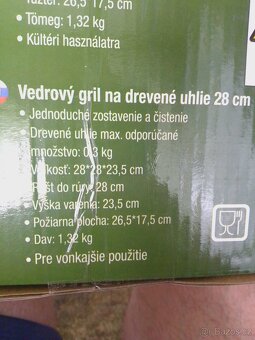 Tűztér: 26,5*17,5 cm
• Tömeg: 1,32 kg
• Kültéri használatra
Vedrový gril na drevené uhlie 28 cm
• Jednoduché zostavenie a čistenie
• Drevené uhlie max. odporúčané
množstvo: 0,3 kg
• Veľkosť: 28*28*23,5 cm
• Rošt do rúry: 28 cm
• Výška varenia: 23,5 cm
• Požiarna plocha: 26,5*17,5 cm
• Dav: 1,32 kg
• Pre vonkajšie použitie